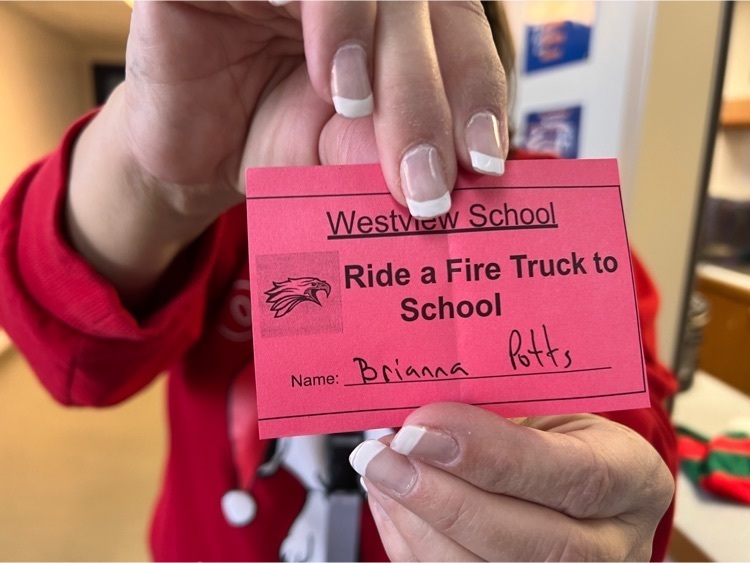 Westview School
Ride a Fire Truck to
School
Name: Brianna Potts